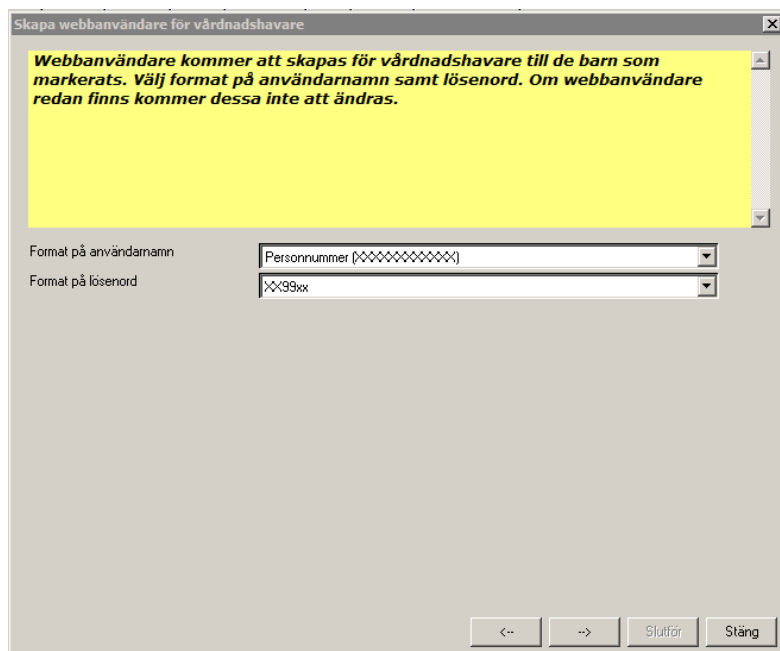 Skapa webbanvändare för vårdnadshavare
Webbanvändare kommer att skapas för vårdnadshavare till de barn som
markerats. Välj format på användarnamn samt lösenord. Om webbanvändare
redan finns kommer dessa inte att ändras.
Format på användarnamn
Personnummer (XXXXXXXXXXXX)
Format på lösenord
XX99xx
<-- --> Slutför Stäng